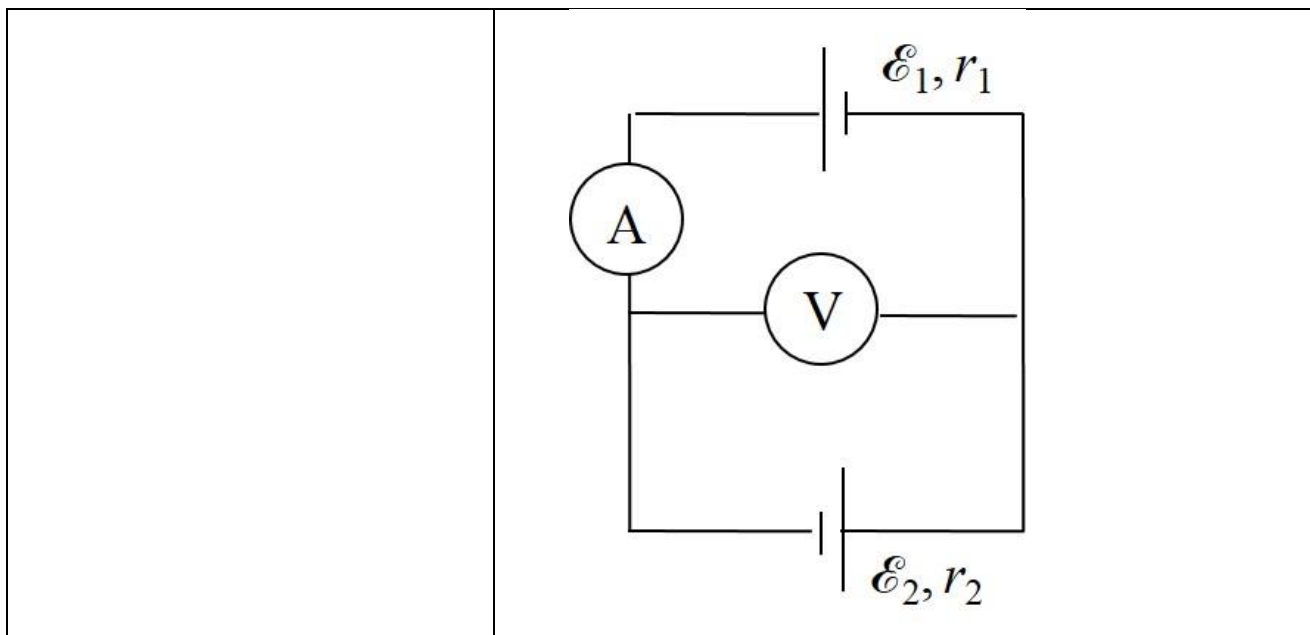 ℰ₁, r₁
A
V
ℰ₂, r₂